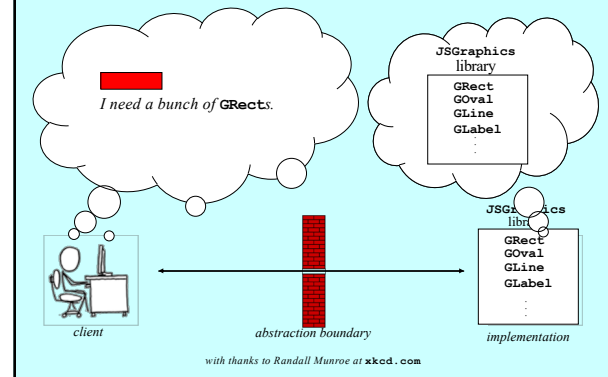 JSGraphics
library
GRect
GOval
GLine
GLabel
.
.
.
I need a bunch of GRects.
library
GRect
GOval
GLine
GLabel
.
.
.
client
abstraction boundary
implementation
with thanks to Randall Munroe at xkcd.com